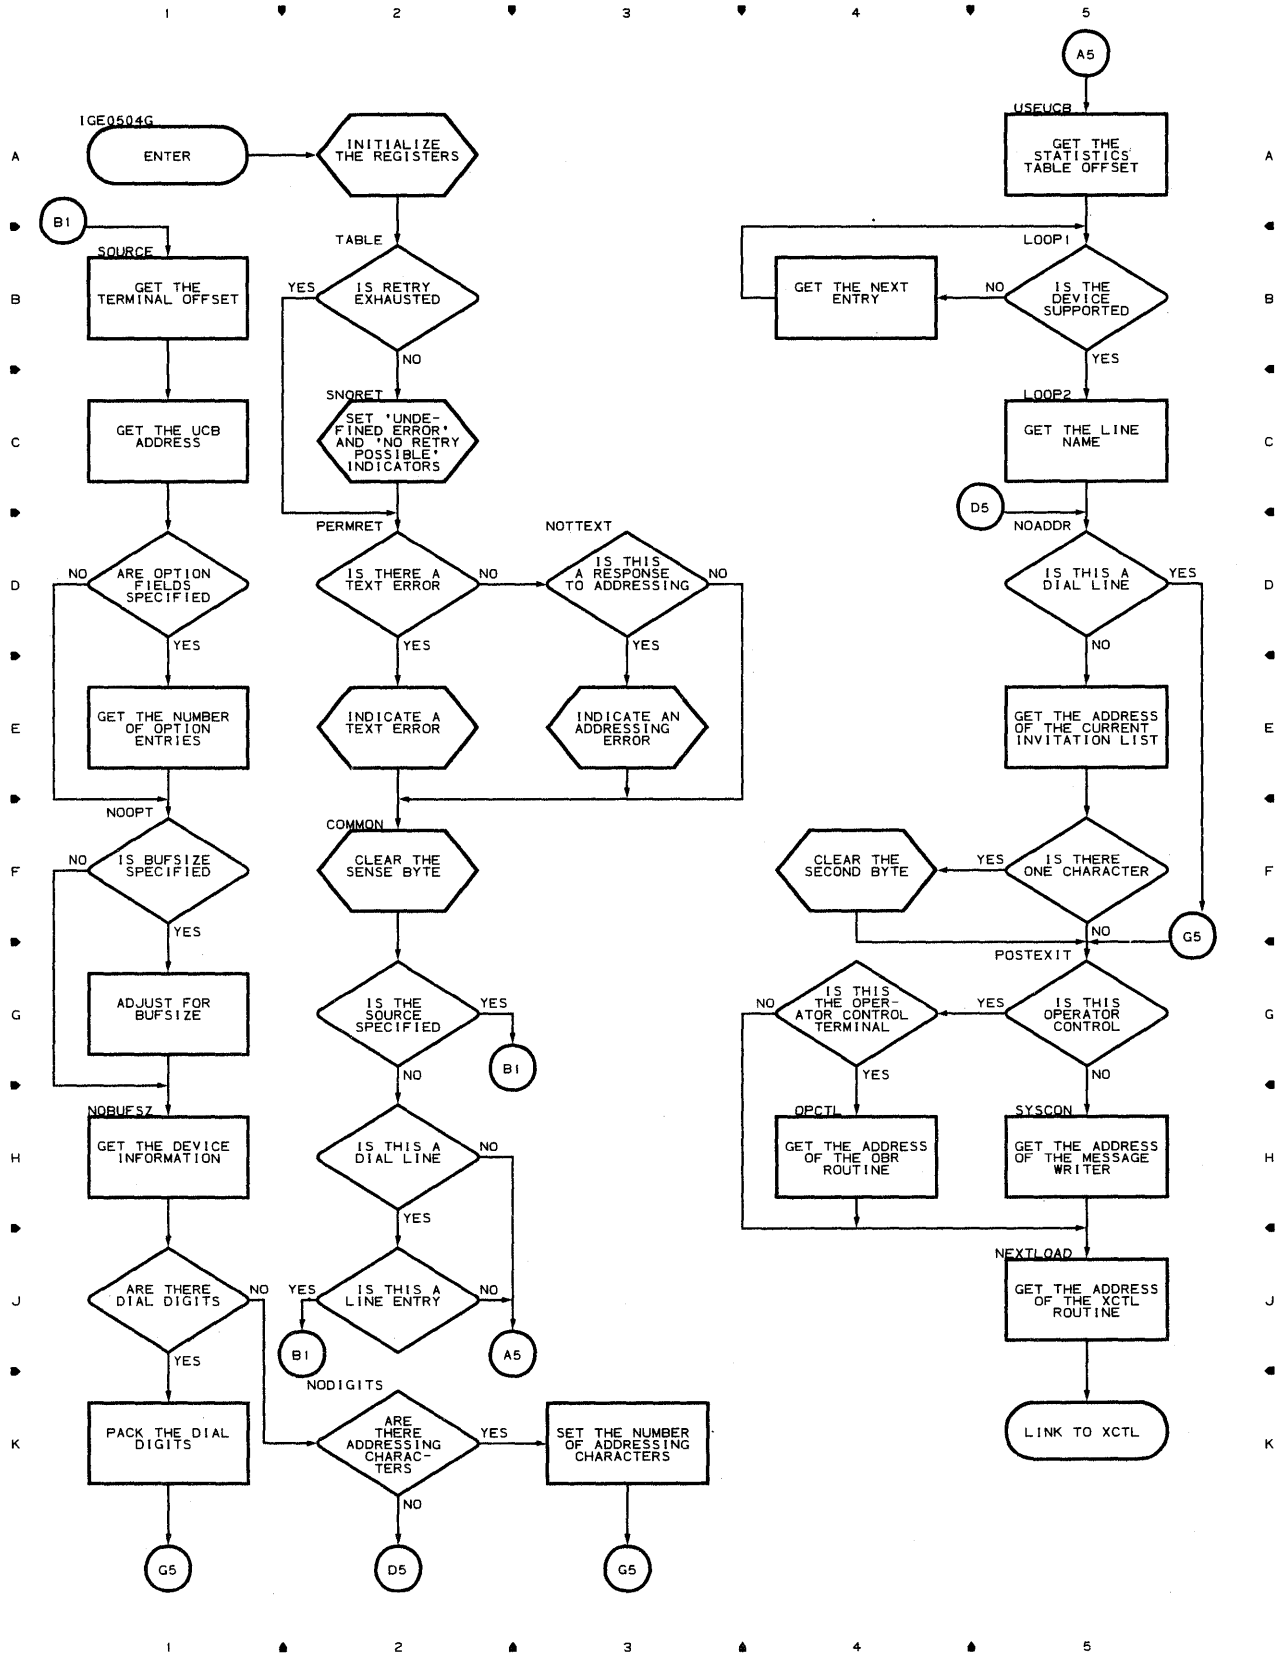 1 2 3 4 5
A5
IGE0504G
ENTER
INITIALIZE
THE REGISTERS
USEUCB
GET THE
STATISTICS
TABLE OFFSET
A A
B1
SOURCE
GET THE
TERMINAL OFFSET
TABLE
YES
IS RETRY
EXHAUSTED
NO
LOOP1
GET THE NEXT
ENTRY
NO
IS THE
DEVICE
SUPPORTED
YES
B B
GET THE UCB
ADDRESS
SNORET
SET 'UNDE-
FINED ERROR'
AND 'NO RETRY
POSSIBLE'
INDICATORS
LOOP2
GET THE LINE
NAME
C C
D5
NO
ARE OPTION
FIELDS
SPECIFIED
YES
PERMRET
IS THERE A
TEXT ERROR
NO
YES
NOTTEXT
IS THIS
A RESPONSE
TO ADDRESSING
NO
YES
NOADDR
IS THIS A
DIAL LINE
YES
NO
D D
GET THE NUMBER
OF OPTION
ENTRIES
INDICATE A
TEXT ERROR
INDICATE AN
ADDRESSING
ERROR
GET THE ADDRESS
OF THE CURRENT
INVITATION LIST
E E
NOOPT
NO
IS BUFSIZE
SPECIFIED
YES
COMMON
CLEAR THE
SENSE BYTE
CLEAR THE
SECOND BYTE
YES
IS THERE
ONE CHARACTER
NO
G5
F F
ADJUST FOR
BUFSIZE
IS THE
SOURCE
SPECIFIED
YES
B1
NO
NO
IS THIS
THE OPER-
ATOR CONTROL
TERMINAL
YES
POSTEXIT
YES
IS THIS
OPERATOR
CONTROL
NO
G G
NOBUFSZ
GET THE DEVICE
INFORMATION
IS THIS A
DIAL LINE
NO
YES
OPCTL
GET THE ADDRESS
OF THE OBR
ROUTINE
SYSCON
GET THE ADDRESS
OF THE MESSAGE
WRITER
H H
ARE THERE
DIAL DIGITS
NO
YES
YES
IS THIS A
LINE ENTRY
NO
B1
A5
NEXTLOAD
GET THE ADDRESS
OF THE XCTL
ROUTINE
J J
PACK THE DIAL
DIGITS
NODIGITS
ARE
THERE
ADDRESSING
CHARAC-
TERS
YES
NO
SET THE NUMBER
OF ADDRESSING
CHARACTERS
LINK TO XCTL
K K
G5
D5
G5
1 2 3 4 5